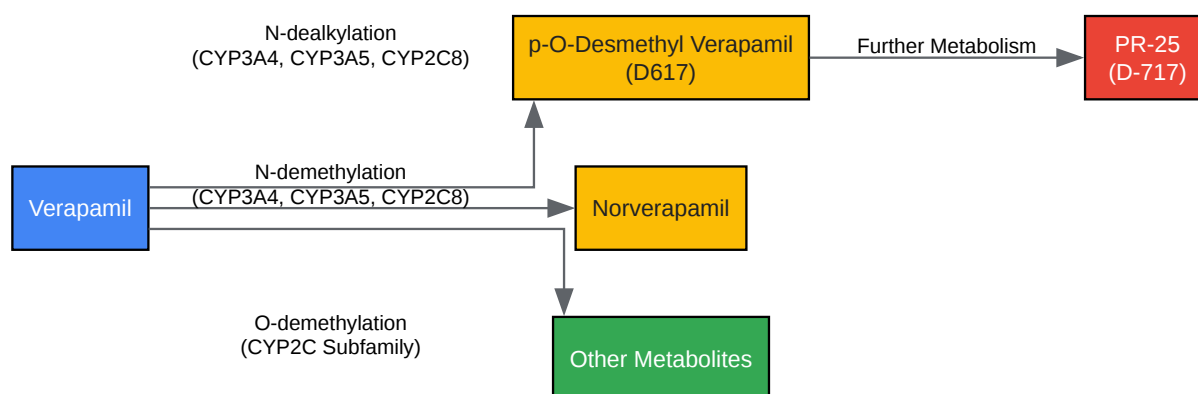 N-dealkylation
(CYP3A4, CYP3A5, CYP2C8)
p-O-Desmethyl Verapamil
(D617)
Further Metabolism
PR-25
(D-717)
Verapamil
N-demethylation
(CYP3A4, CYP3A5, CYP2C8)
Norverapamil
O-demethylation
(CYP2C Subfamily)
Other Metabolites